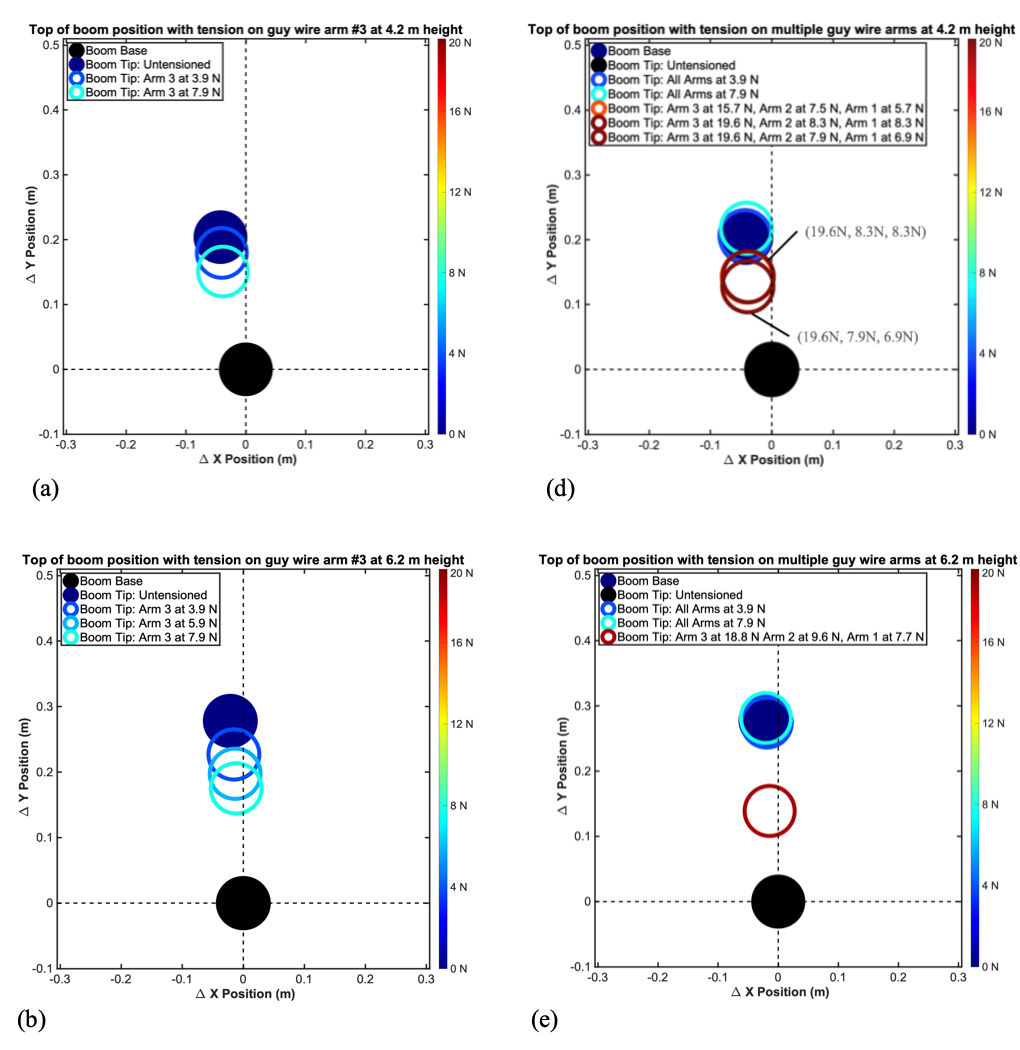 Top of boom position with tension on guy wire arm #3 at 4.2 m height
Boom Base
Boom Tip: Untensioned
Boom Tip: Arm 3 at 3.9 N
Boom Tip: Arm 3 at 7.9 N
0.5
0.4
0.3
0.2
0.1
0
-0.1
Δ Y Position (m)
-0.3 -0.2 -0.1 0 0.1 0.2 0.3
Δ X Position (m)
20 N
16 N
12 N
8 N
4 N
0 N
(a)
Top of boom position with tension on multiple guy wire arms at 4.2 m height
Boom Base
Boom Tip: Untensioned
Boom Tip: All Arms at 3.9 N
Boom Tip: All Arms at 7.9 N
Boom Tip: Arm 3 at 15.7 N, Arm 2 at 7.5 N, Arm 1 at 5.7 N
Boom Tip: Arm 3 at 19.6 N, Arm 2 at 8.3 N, Arm 1 at 8.3 N
Boom Tip: Arm 3 at 19.6 N, Arm 2 at 7.9 N, Arm 1 at 6.9 N
(19.6N, 8.3N, 8.3N)
(19.6N, 7.9N, 6.9N)
0.5
0.4
0.3
0.2
0.1
0
-0.1
Δ Y Position (m)
-0.3 -0.2 -0.1 0 0.1 0.2 0.3
Δ X Position (m)
20 N
16 N
12 N
8 N
4 N
0 N
(d)
Top of boom position with tension on guy wire arm #3 at 6.2 m height
Boom Base
Boom Tip: Untensioned
Boom Tip: Arm 3 at 3.9 N
Boom Tip: Arm 3 at 5.9 N
Boom Tip: Arm 3 at 7.9 N
0.5
0.4
0.3
0.2
0.1
0
-0.1
Δ Y Position (m)
-0.3 -0.2 -0.1 0 0.1 0.2 0.3
Δ X Position (m)
20 N
16 N
12 N
8 N
4 N
0 N
(b)
Top of boom position with tension on multiple guy wire arms at 6.2 m height
Boom Base
Boom Tip: Untensioned
Boom Tip: All Arms at 3.9 N
Boom Tip: All Arms at 7.9 N
Boom Tip: Arm 3 at 18.8 N Arm 2 at 9.6 N, Arm 1 at 7.7 N
0.5
0.4
0.3
0.2
0.1
0
-0.1
Δ Y Position (m)
-0.3 -0.2 -0.1 0 0.1 0.2 0.3
Δ X Position (m)
20 N
16 N
12 N
8 N
4 N
0 N
(e)